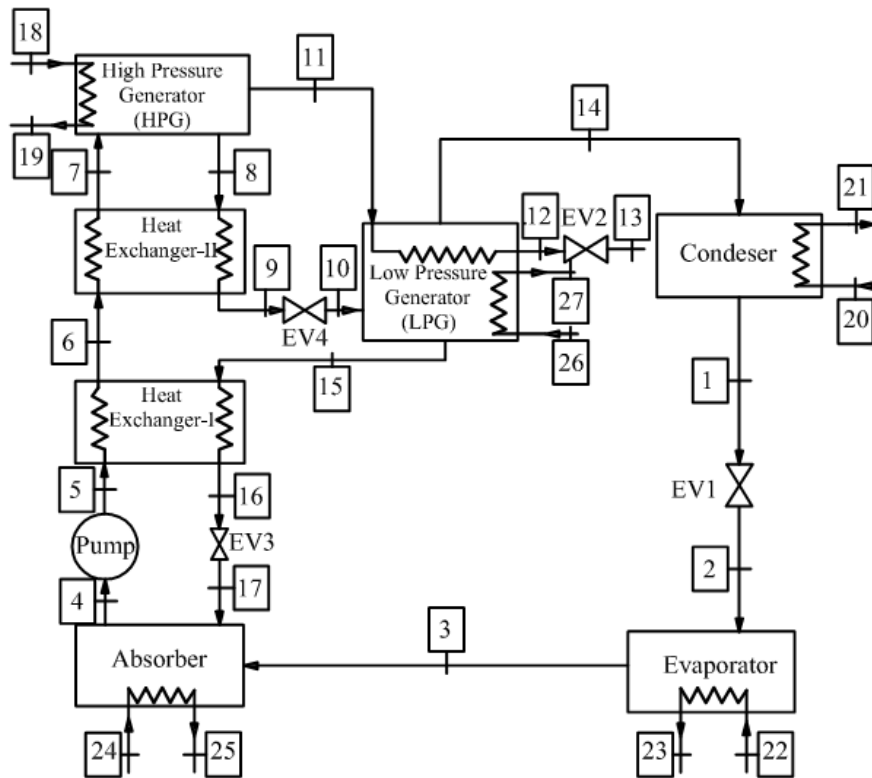 18
High Pressure
Generator
(HPG)
11
14
19
7
8
21
Heat
Exchanger-II
.12
EV2
13
Condeser
9
10
Low Pressure
Generator
(LPG)
27
20
EV4
6
26
15
1
Heat
Exchanger-I
5
16
EV1
Pump
EV3
4
17
2
3
Absorber
Evaporator
24
25
23
22